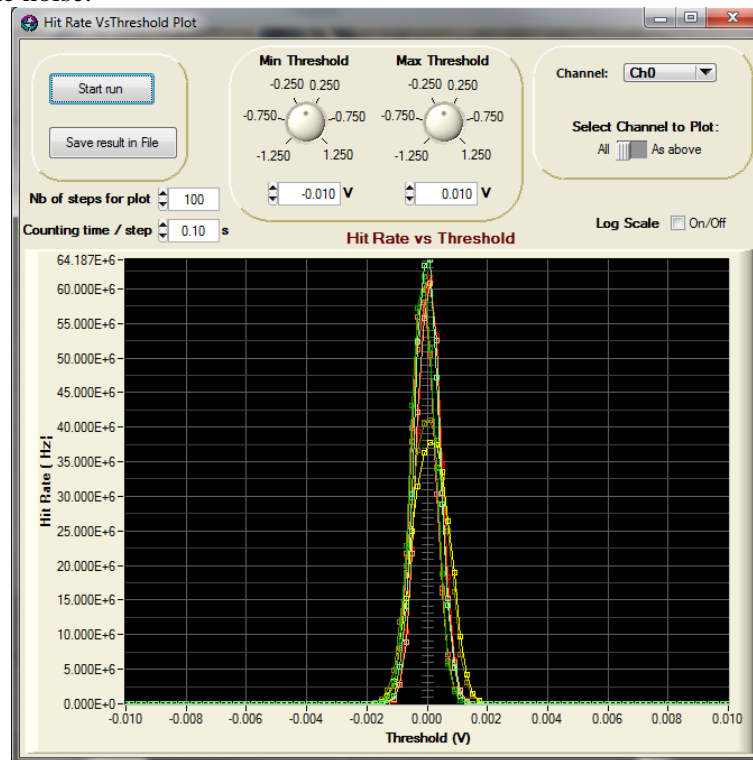 e noise.
Hit Rate VsThreshold Plot
Start run
Save result in File
Nb of steps for plot 100
Counting time / step 0.10 s
Min Threshold
-0.250 0.250
-0.750 -0.750
-1.250 1.250
-0.010 V
Max Threshold
-0.250 0.250
-0.750 -0.750
-1.250 1.250
0.010 V
Channel: Ch0
Select Channel to Plot:
All As above
Log Scale On/Off
Hit Rate vs Threshold
Hit Rate ( Hz)
64.187E+6
60.000E+6
55.000E+6
50.000E+6
45.000E+6
40.000E+6
35.000E+6
30.000E+6
25.000E+6
20.000E+6
15.000E+6
10.000E+6
5.000E+6
0.000E+0
-0.010 -0.008 -0.006 -0.004 -0.002 0.000 0.002 0.004 0.006 0.008 0.010
Threshold (V)